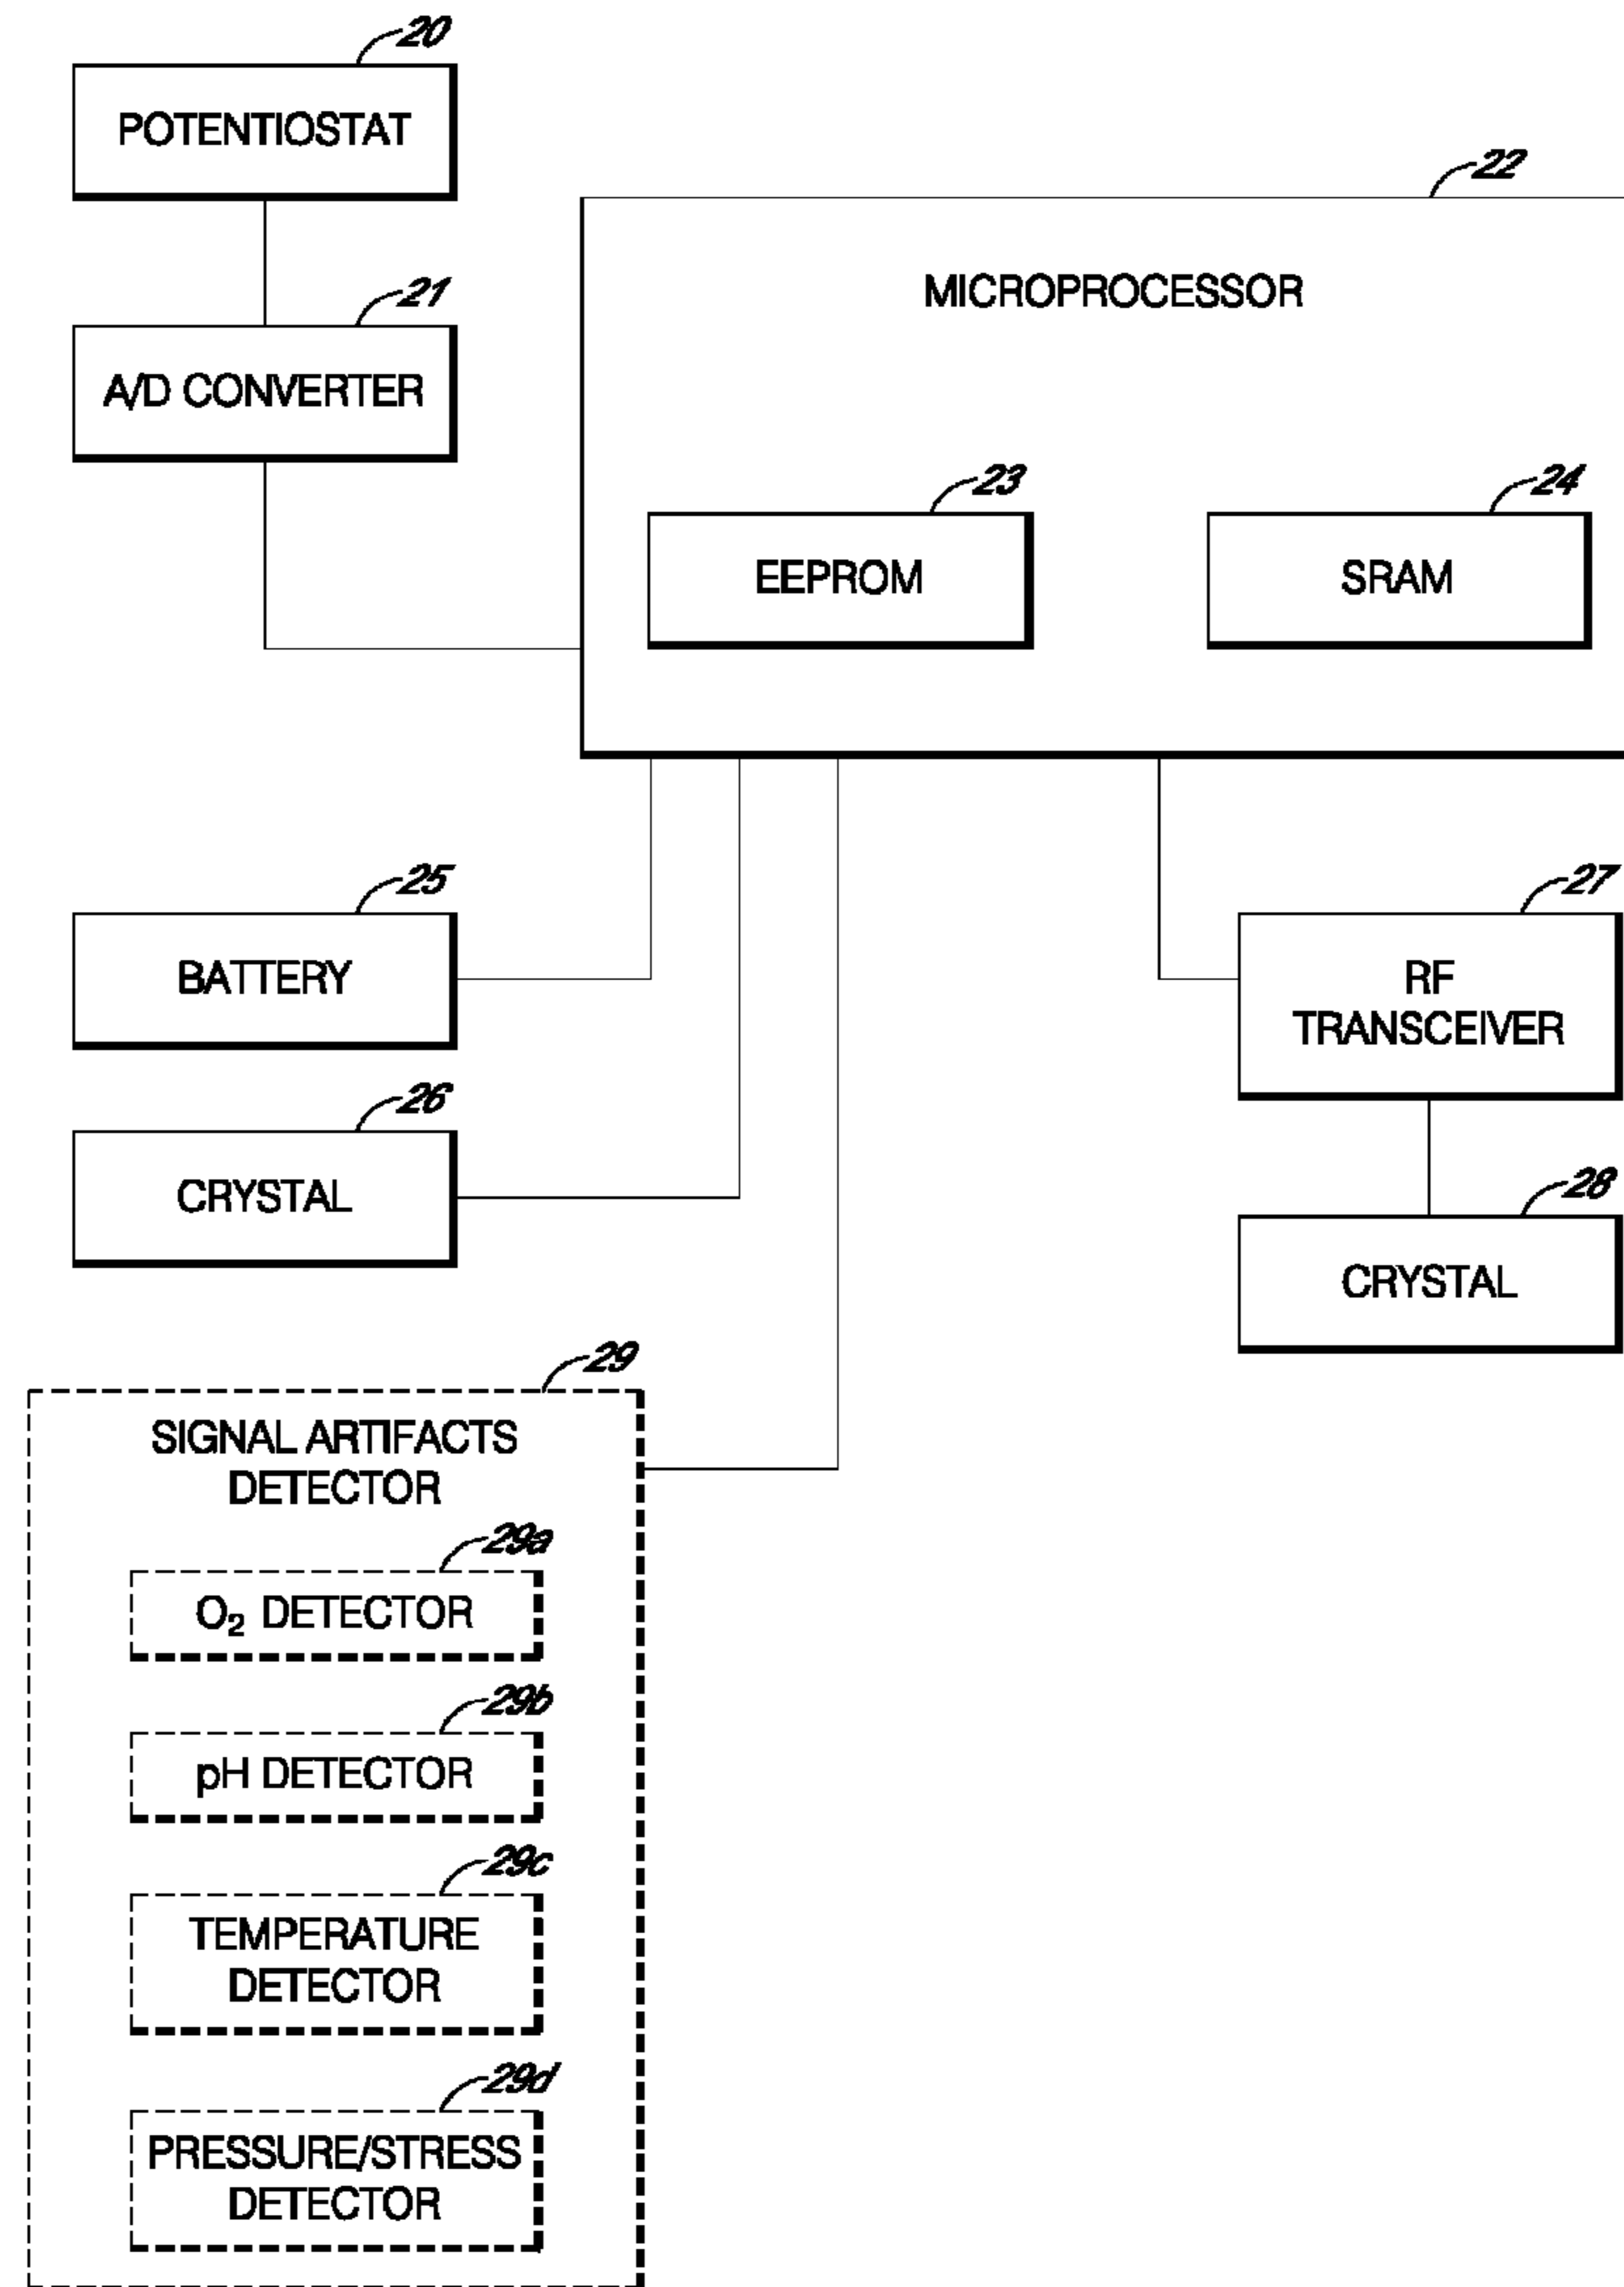 20
POTENTIOSTAT
22
MICROPROCESSOR
21
A/D CONVERTER
23
EEPROM
24
SRAM
25
BATTERY
27
RF
TRANSCEIVER
26
CRYSTAL
28
CRYSTAL
29
SIGNAL ARTIFACTS
DETECTOR
29a
O₂ DETECTOR
29b
pH DETECTOR
29c
TEMPERATURE
DETECTOR
29d
PRESSURE/STRESS
DETECTOR